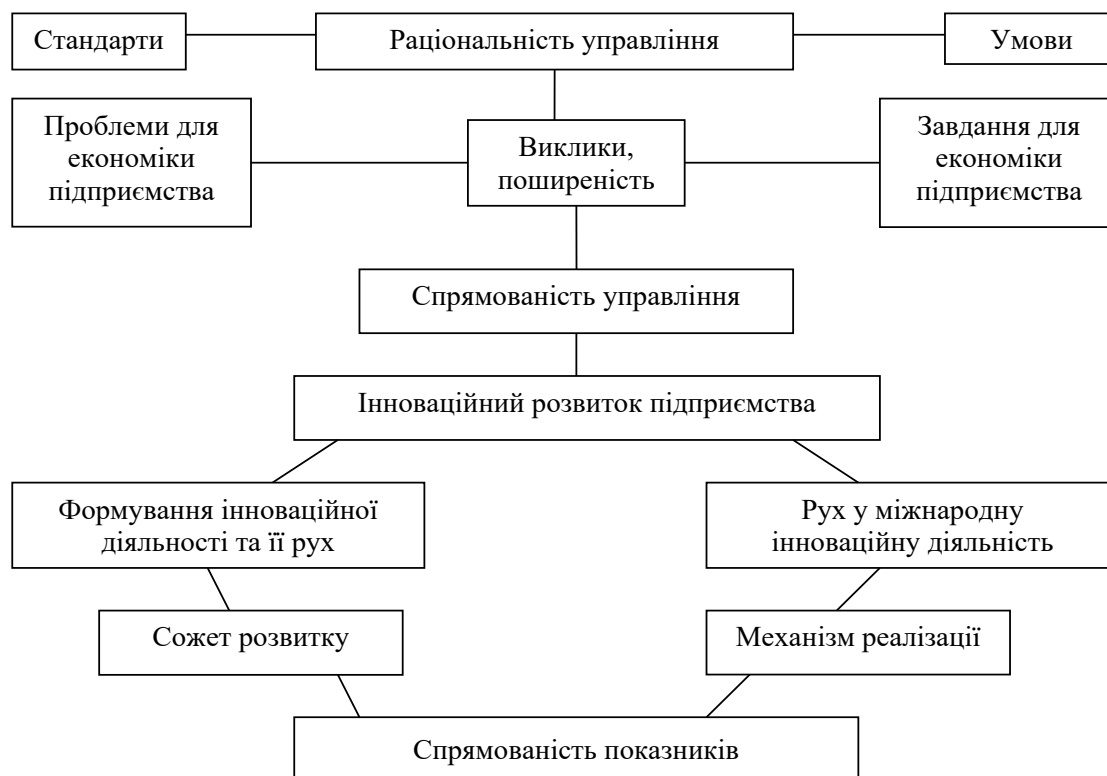 Стандарти
Раціональність управління
Умови
Проблеми для
економіки
підприємства
Виклики,
поширеність
Завдання для
економіки
підприємства
Спрямованість управління
Інноваційний розвиток підприємства
Формування інноваційної
діяльності та її рух
Рух у міжнародну
інноваційну діяльність
Сожет розвитку
Механізм реалізації
Спрямованість показників